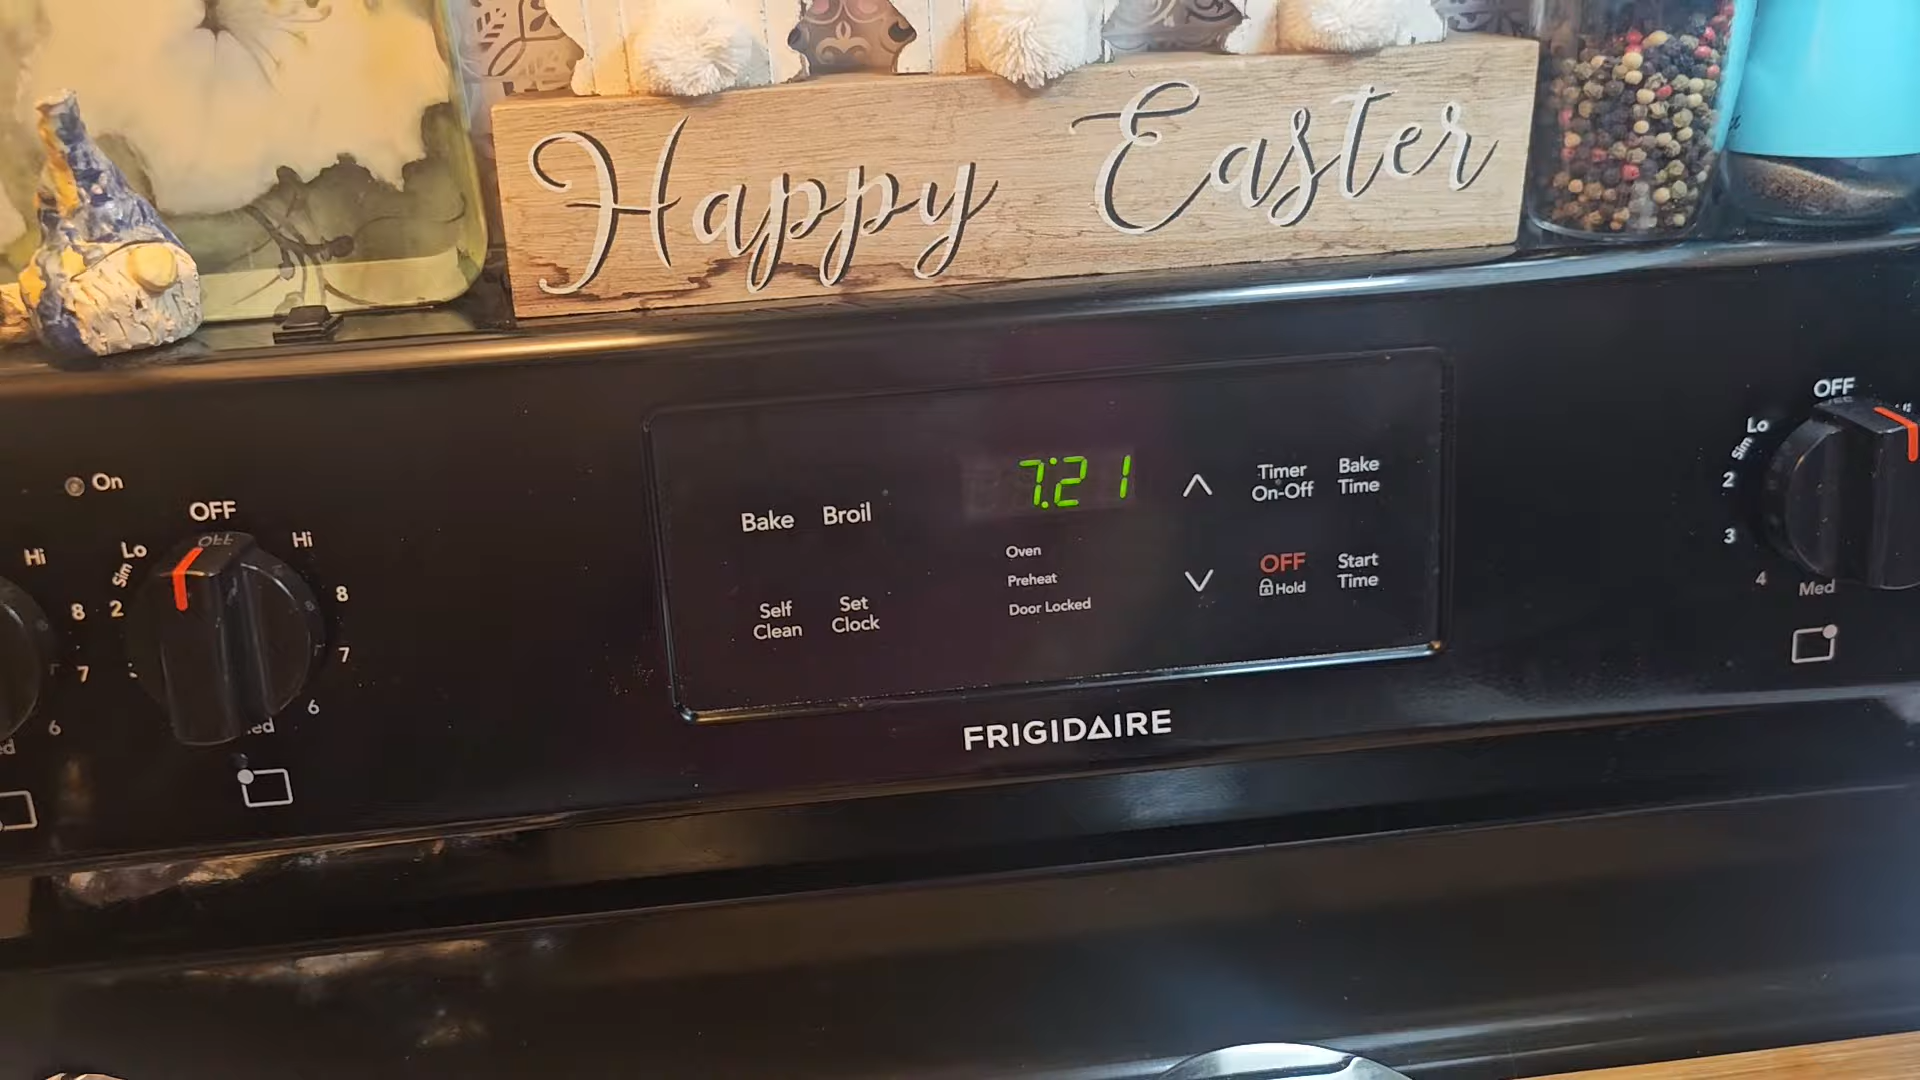 Happy Easter
On
OFF
OFF
Hi
Hi
Lo
Sim
8
2
8
7
7
6
6
ed
ed
Bake
Broil
Self
Clean
Set
Clock
7:21
Oven
Preheat
Door Locked
Timer
On-Off
Bake
Time
OFF
Hold
Start
Time
FRIGIDAIRE
OFF
Lo
Sim
2
3
4
Med